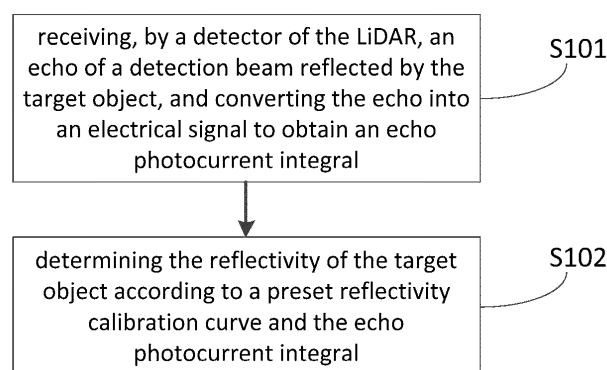 receiving, by a detector of the LiDAR, an
echo of a detection beam reflected by the
target object, and converting the echo into
an electrical signal to obtain an echo
photocurrent integral
S101
determining the reflectivity of the target
object according to a preset reflectivity
calibration curve and the echo
photocurrent integral
S102